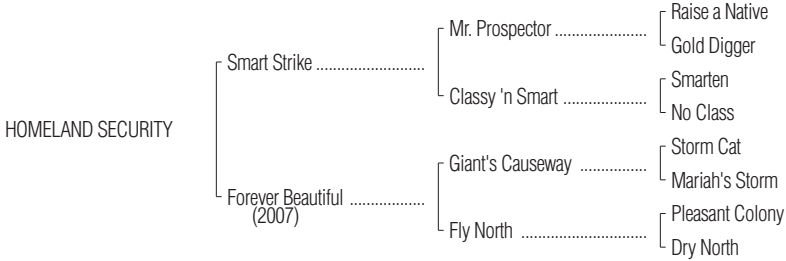 Raise a Native
Mr. Prospector ......................
Gold Digger
Smart Strike ..........................
Smarten
Classy 'n Smart ....................
No Class
HOMELAND SECURITY
Storm Cat
Giant's Causeway ................
Mariah's Storm
Forever Beautiful ..................
(2007)
Pleasant Colony
Fly North ..............................
Dry North